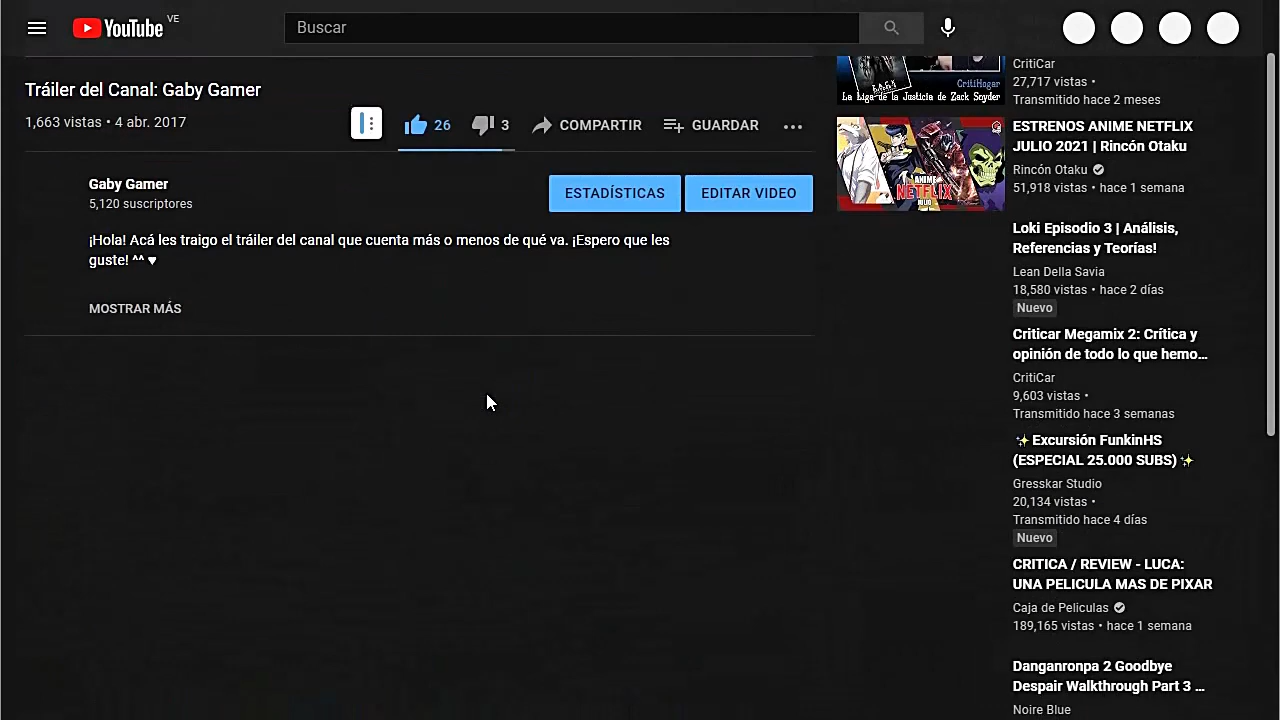 YouTube VE
Buscar
Tráiler del Canal: Gaby Gamer
1,663 vistas • 4 abr. 2017
26
3
COMPARTIR
GUARDAR
Gaby Gamer
5,120 suscriptores
ESTADÍSTICAS
EDITAR VIDEO
¡Hola! Acá les traigo el tráiler del canal que cuenta más o menos de qué va. ¡Espero que les
guste! ^^ ♥
MOSTRAR MÁS
CritiHogar
La Liga de la Justicia de Zack Snyder
CritiCar
27,717 vistas •
Transmitido hace 2 meses
ANIME
NETFLIX
JULIO
ESTRENOS ANIME NETFLIX
JULIO 2021 | Rincón Otaku
Rincón Otaku
51,918 vistas • hace 1 semana
Loki Episodio 3 | Análisis,
Referencias y Teorías!
Lean Della Savia
18,580 vistas • hace 2 días
Nuevo
Criticar Megamix 2: Crítica y
opinión de todo lo que hemo...
CritiCar
9,603 vistas •
Transmitido hace 3 semanas
✨Excursión FunkinHS
(ESPECIAL 25.000 SUBS)✨
Gresskar Studio
20,134 vistas •
Transmitido hace 4 días
Nuevo
CRITICA / REVIEW - LUCA:
UNA PELICULA MAS DE PIXAR
Caja de Peliculas
189,165 vistas • hace 1 semana
Danganronpa 2 Goodbye
Despair Walkthrough Part 3 ...
Noire Blue